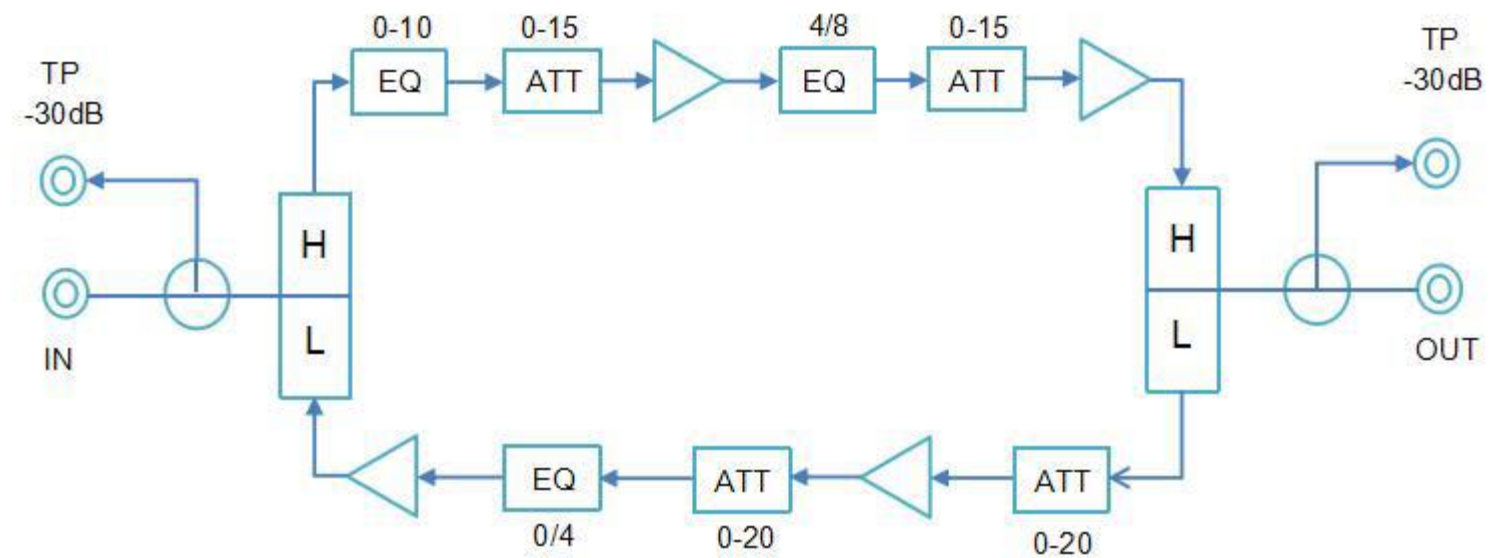 0-10
0-15
4/8
0-15
TP
-30dB
TP
-30dB
EQ
ATT
EQ
ATT
H
L
H
L
IN
OUT
EQ
ATT
ATT
0/4
0-20
0-20